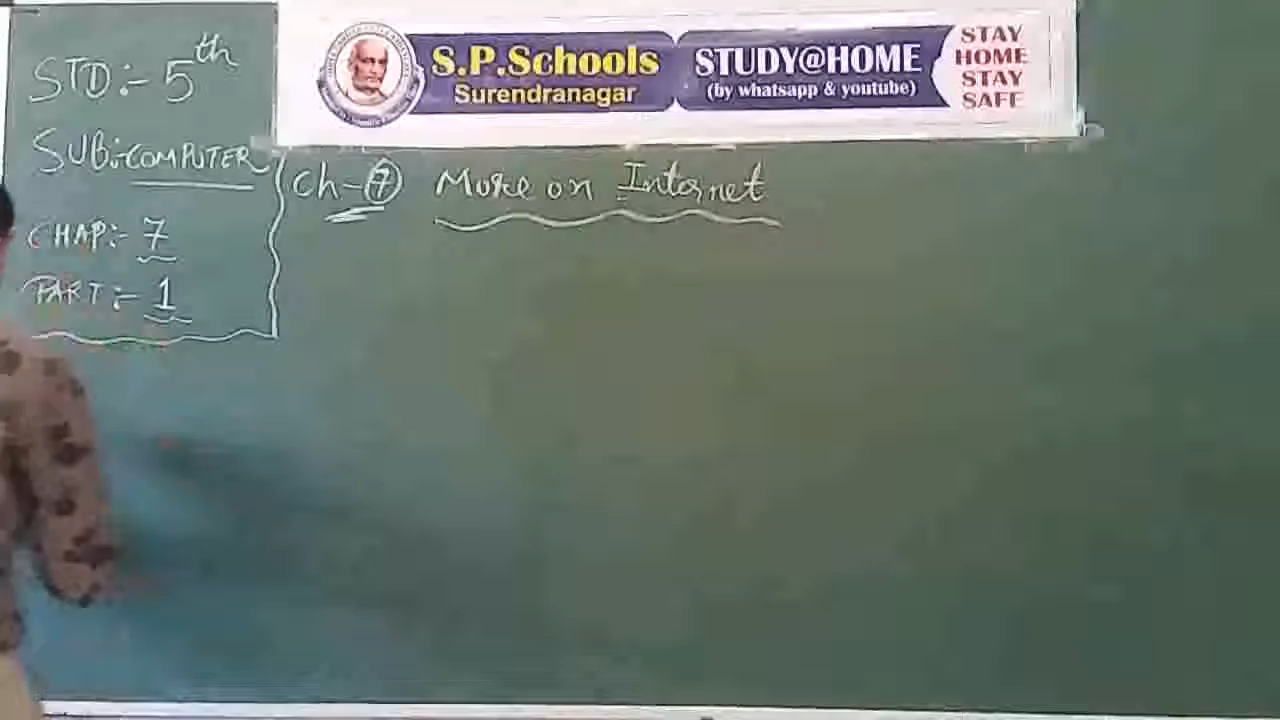 STD:- 5th
SUB:- COMPUTER
CHAP:- 7
PART:- 1
S.P.Schools
Surendranagar
STUDY@HOME
(by whatsapp & youtube)
STAY
HOME
STAY
SAFE
Ch-7 More on Internet